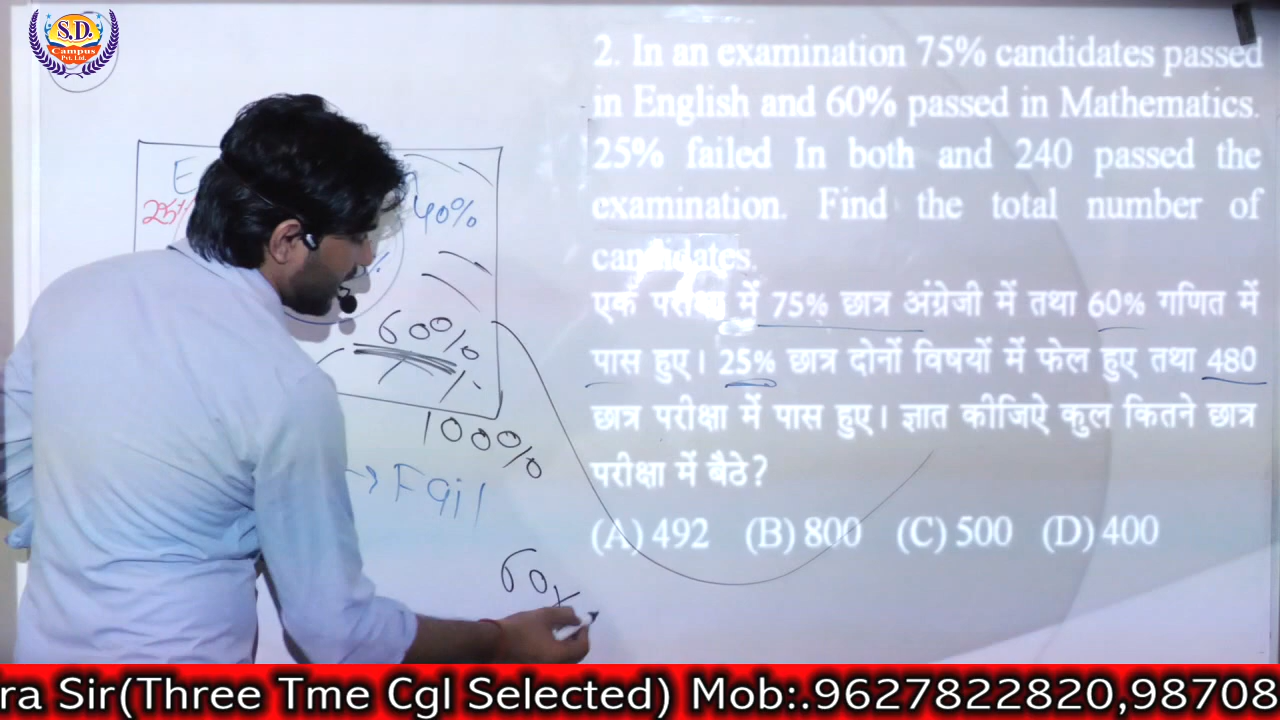 S.D.
Campus
Pvt. Ltd.
2. In an examination 75% candidates passed
in English and 60% passed in Mathematics.
25% failed In both and 240 passed the
examination. Find the total number of
candidates.
एक परीक्षा में 75% छात्र अंग्रेजी में तथा 60% गणित में
पास हुए। 25% छात्र दोनों विषयों में फेल हुए तथा 480
छात्र परीक्षा में पास हुए। ज्ञात कीजिऐ कुल कितने छात्र
परीक्षा में बैठे?
(A) 492 (B) 800 (C) 500 (D) 400
E
25%
40%
60%
100%
→ Fail
60
ra Sir(Three Tme Cgl Selected) Mob:.9627822820,98708